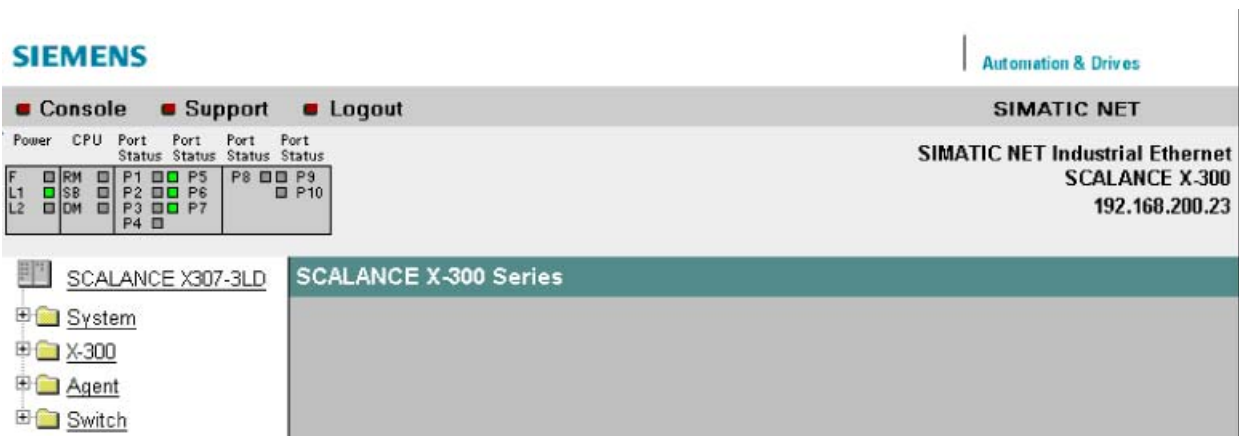 SIEMENS
Automation & Drives
Console Support Logout SIMATIC NET
Power CPU Port Port Port Port
Status Status Status Status
F RM P1 P5 P8 P9
L1 SB P2 P6 P10
L2 DM P3 P7
P4
SIMATIC NET Industrial Ethernet
SCALANCE X-300
192.168.200.23
SCALANCE X307-3LD
SCALANCE X-300 Series
System
X-300
Agent
Switch